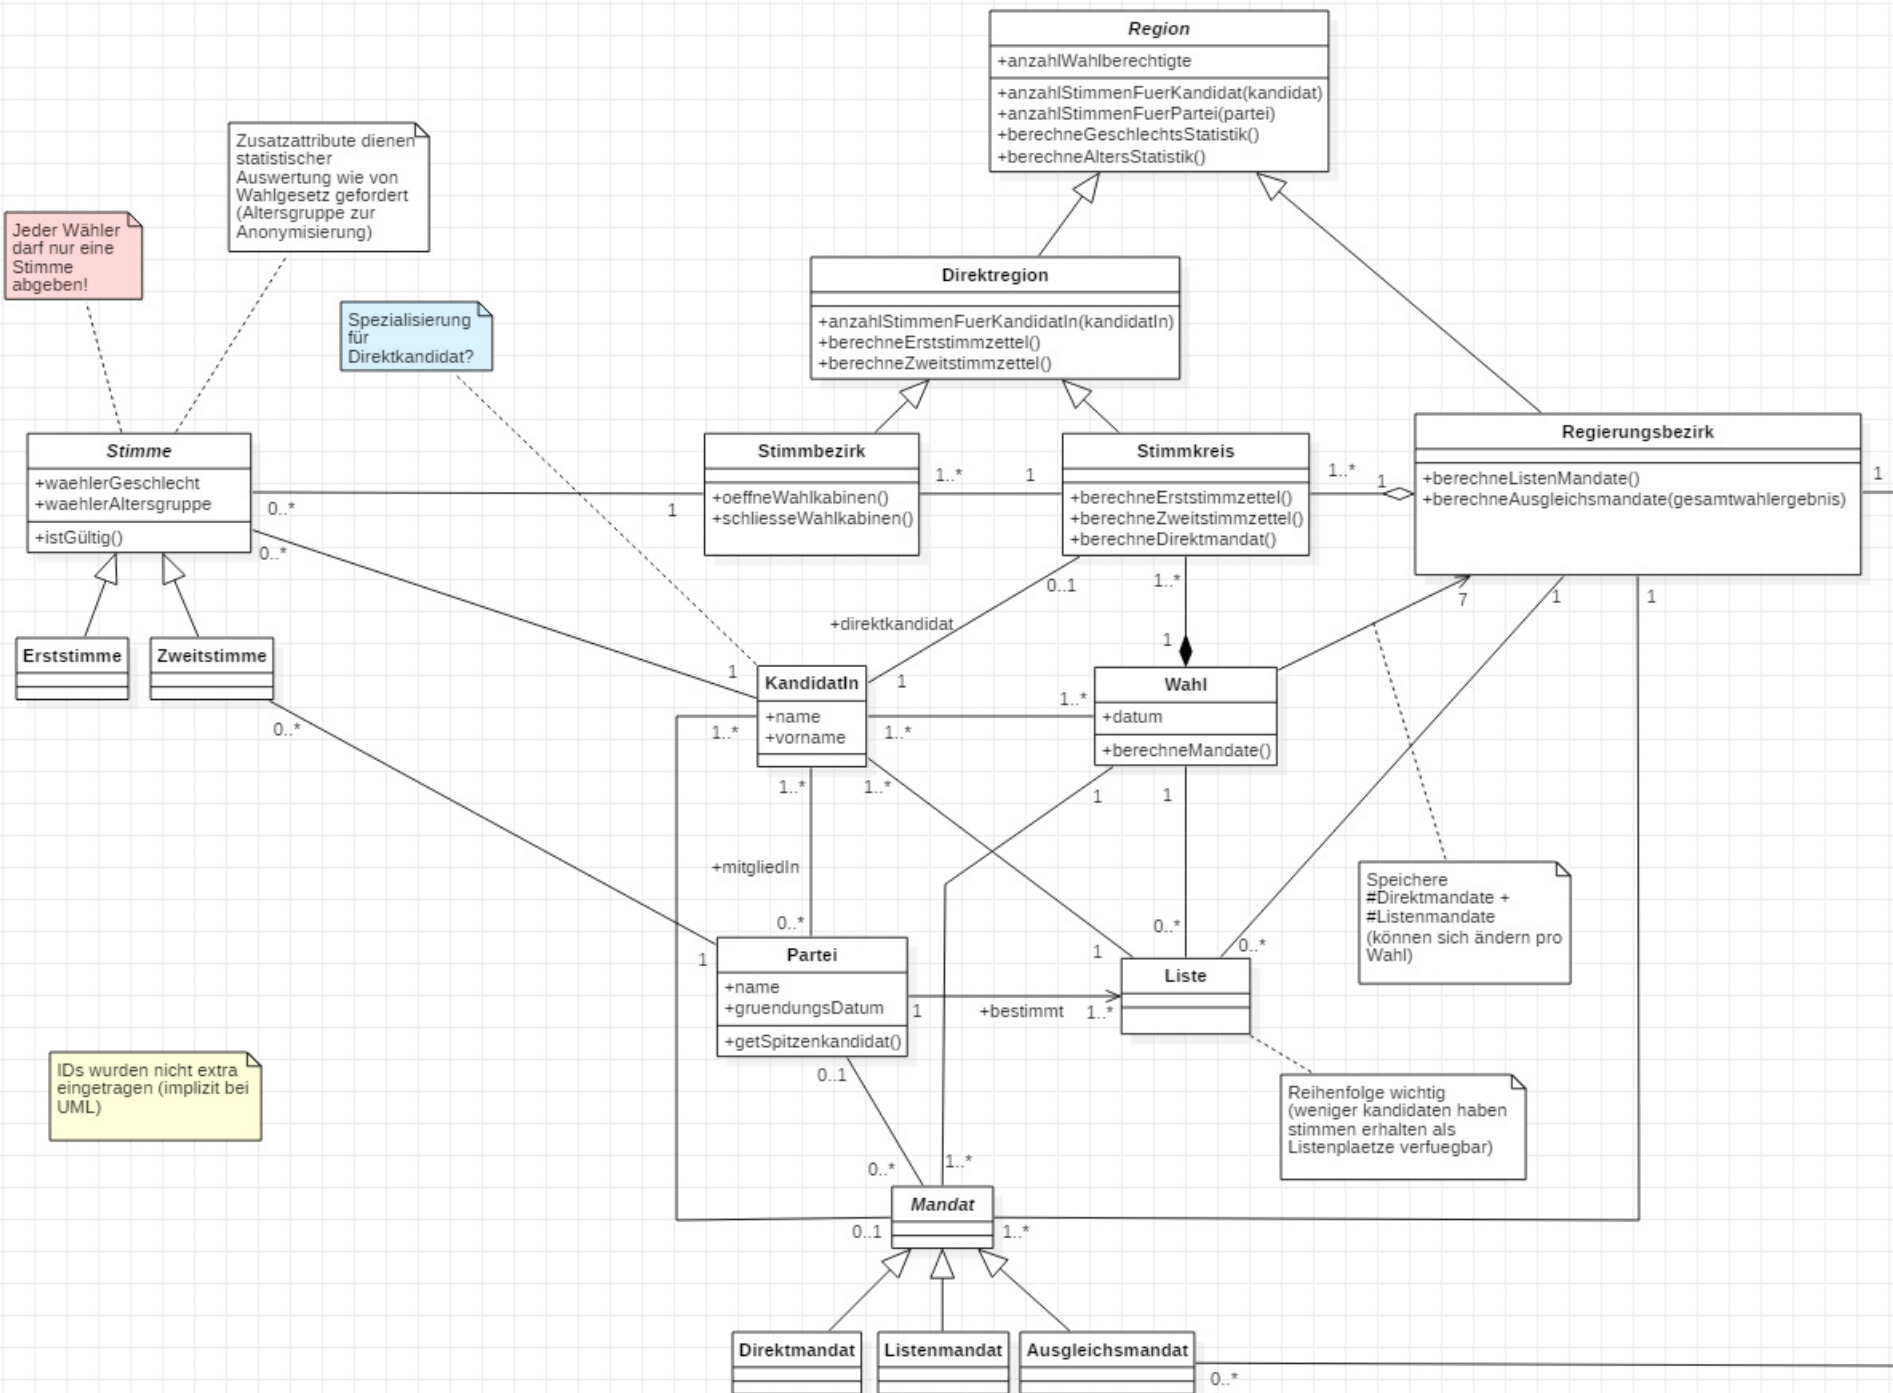 Region
+anzahlWahlberechtigte
+anzahlStimmenFuerKandidat(kandidat)
+anzahlStimmenFuerPartei(partei)
+berechneGeschlechtsStatistik()
+berechneAltersStatistik()
Zusatzattribute dienen
statistischer
Auswertung wie von
Wahlgesetz gefordert
(Altersgruppe zur
Anonymisierung)
Jeder Wähler
darf nur eine
Stimme
abgeben!
Spezialisierung
für
Direktkandidat?
Direktregion
+anzahlStimmenFuerKandidatIn(kandidatIn)
+berechneErststimmzettel()
+berechneZweitstimmzettel()
Stimme
+waehlerGeschlecht
+waehlerAltersgruppe
+istGültig()
0..*
0..*
1
Stimmbezirk
+oeffneWahlkabinen()
+schliesseWahlkabinen()
1..*
1
Stimmkreis
+berechneErststimmzettel()
+berechneZweitstimmzettel()
+berechneDirektmandat()
1..*
1
Regierungsbezirk
+berechneListenMandate()
+berechneAusgleichsmandate(gesamtwahlergebnis)
1
0..1
1..*
7
1
1
+direktkandidat
1
Erststimme
Zweitstimme
0..*
1
1
KandidatIn
+name
+vorname
1..*
1..*
1..*
Wahl
+datum
+berechneMandate()
1..*
1..*
1
1
+mitgliedIn
0..*
Speichere
#Direktmandate +
#Listenmandate
(können sich ändern pro
Wahl)
1
Partei
+name
+gruendungsDatum
+getSpitzenkandidat()
1
+bestimmt
1..*
1
0..*
0..*
Liste
IDs wurden nicht extra
eingetragen (implizit bei
UML)
Reihenfolge wichtig
(weniger kandidaten haben
stimmen erhalten als
Listenplaetze verfuegbar)
0..1
0..*
1..*
Mandat
0..1
1..*
Direktmandat
Listenmandat
Ausgleichsmandat
0..*